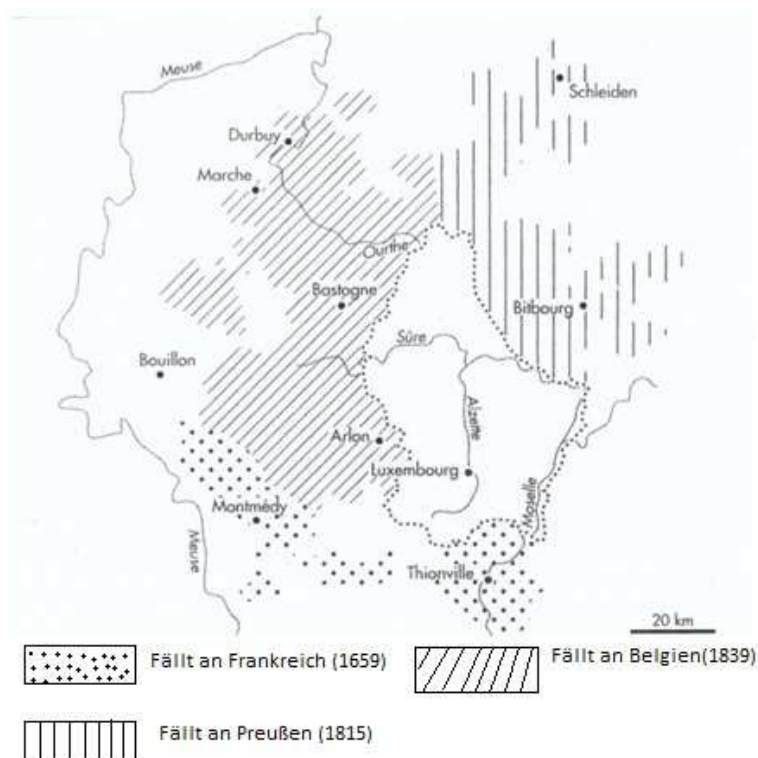 Meuse
Schleiden
Durbuy
Marche
Ourthe
Bastogne
Bitbourg
Sûre
Bouillon
Alzette
Arlon
Luxembourg
Moselle
Montmédy
Meuse
Thionville
20 km
Fällt an Frankreich (1659)
Fällt an Belgien(1839)
Fällt an Preußen (1815)